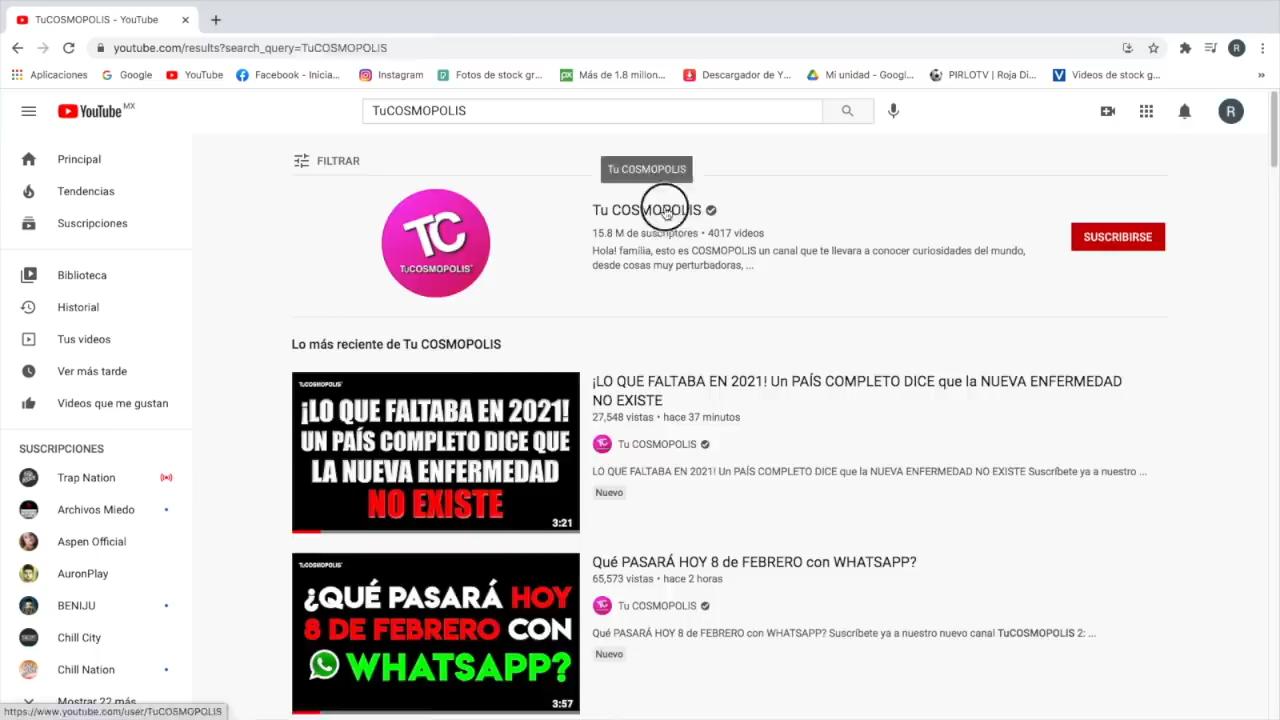 TuCOSMOPOLIS - YouTube
youtube.com/results?search_query=TuCOSMOPOLIS
R
Aplicaciones
Google
YouTube
Facebook - Inicia...
Instagram
Fotos de stock gr...
Más de 1.8 millon...
Descargador de Y...
Mi unidad - Googl...
PIRLOTV | Roja Di...
Videos de stock g...
YouTube MX
TuCOSMOPOLIS
R
Principal
Tendencias
Suscripciones
Biblioteca
Historial
Tus videos
Ver más tarde
Videos que me gustan
SUSCRIPCIONES
Trap Nation
Archivos Miedo
Aspen Official
AuronPlay
BENIJU
Chill City
Chill Nation
Mostrar 22 más
https://www.youtube.com/user/TuCOSMOPOLIS
FILTRAR
Tu COSMOPOLIS
TC
TuCOSMOPOLIS
Tu COSMOPOLIS
15.8 M de suscriptores • 4017 videos
Hola! familia, esto es COSMOPOLIS un canal que te llevara a conocer curiosidades del mundo,
desde cosas muy perturbadoras, ...
SUSCRIBIRSE
Lo más reciente de Tu COSMOPOLIS
TuCOSMOPOLIS
¡LO QUE FALTABA EN 2021!
UN PAÍS COMPLETO DICE QUE
LA NUEVA ENFERMEDAD
NO EXISTE
3:21
¡LO QUE FALTABA EN 2021! Un PAÍS COMPLETO DICE que la NUEVA ENFERMEDAD
NO EXISTE
27,548 vistas • hace 37 minutos
Tu COSMOPOLIS
LO QUE FALTABA EN 2021! Un PAÍS COMPLETO DICE que la NUEVA ENFERMEDAD NO EXISTE Suscríbete ya a nuestro ...
Nuevo
TuCOSMOPOLIS
¿QUÉ PASARÁ HOY
8 DE FEBRERO CON
WHATSAPP?
3:57
Qué PASARÁ HOY 8 de FEBRERO con WHATSAPP?
65,573 vistas • hace 2 horas
Tu COSMOPOLIS
Qué PASARÁ HOY 8 de FEBRERO con WHATSAPP? Suscríbete ya a nuestro nuevo canal TuCOSMOPOLIS 2: ...
Nuevo